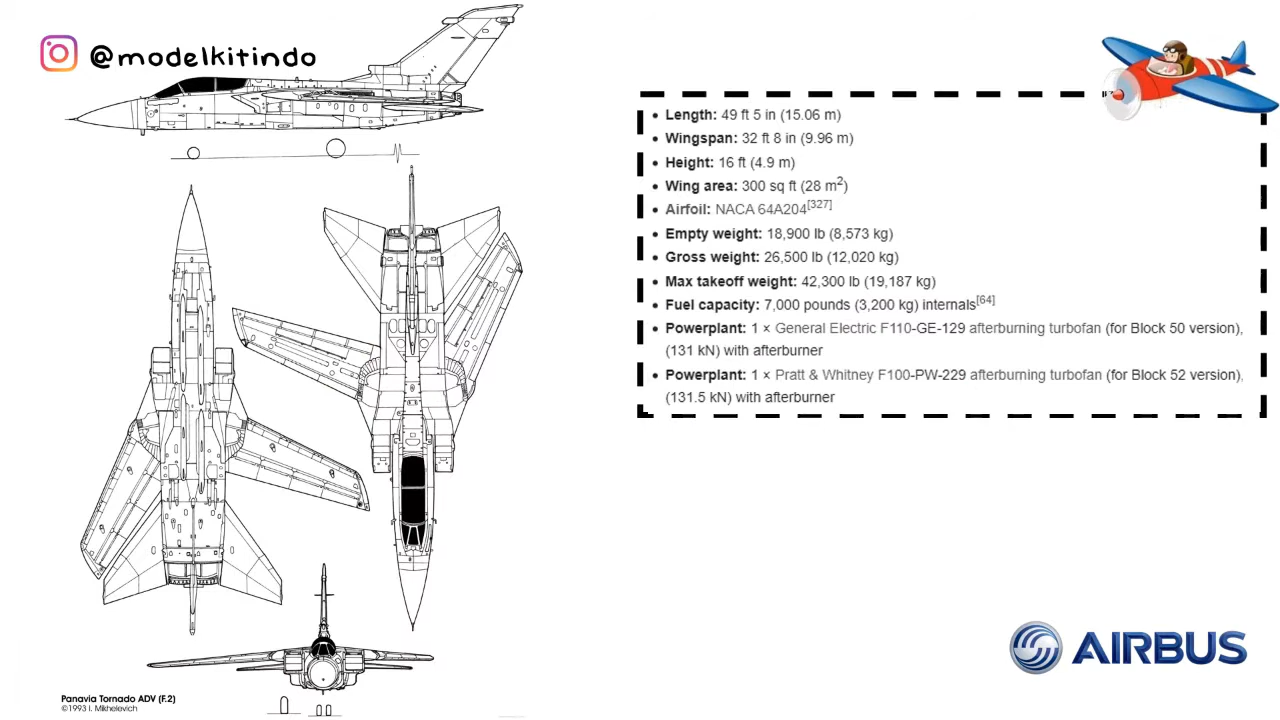 @modelkitindo
Length: 49 ft 5 in (15.06 m)
Wingspan: 32 ft 8 in (9.96 m)
Height: 16 ft (4.9 m)
Wing area: 300 sq ft (28 m²)
Airfoil: NACA 64A204[327]
Empty weight: 18,900 lb (8,573 kg)
Gross weight: 26,500 lb (12,020 kg)
Max takeoff weight: 42,300 lb (19,187 kg)
Fuel capacity: 7,000 pounds (3,200 kg) internals[64]
Powerplant: 1 × General Electric F110-GE-129 afterburning turbofan (for Block 50 version),
(131 kN) with afterburner
Powerplant: 1 × Pratt & Whitney F100-PW-229 afterburning turbofan (for Block 52 version),
(131.5 kN) with afterburner
AIRBUS
Panavia Tornado ADV (F.2)
©1993 I. Mikhelevich